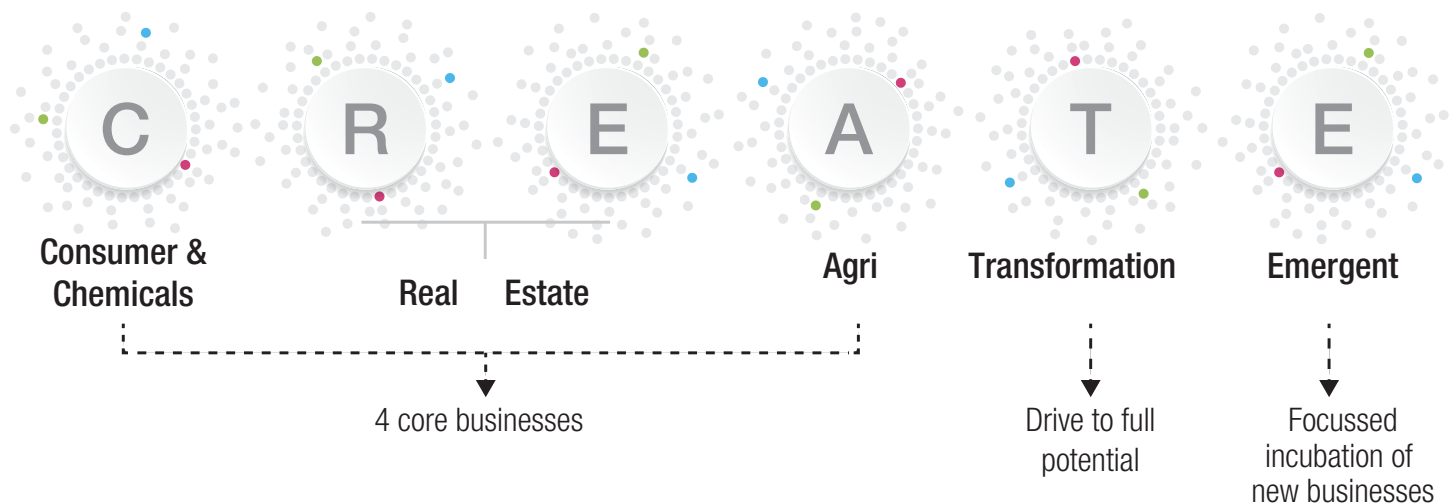 C R E A T E
Consumer &
Chemicals
Real Estate
Agri
Transformation
Emergent
4 core businesses
Drive to full
potential
Focussed
incubation of
new businesses